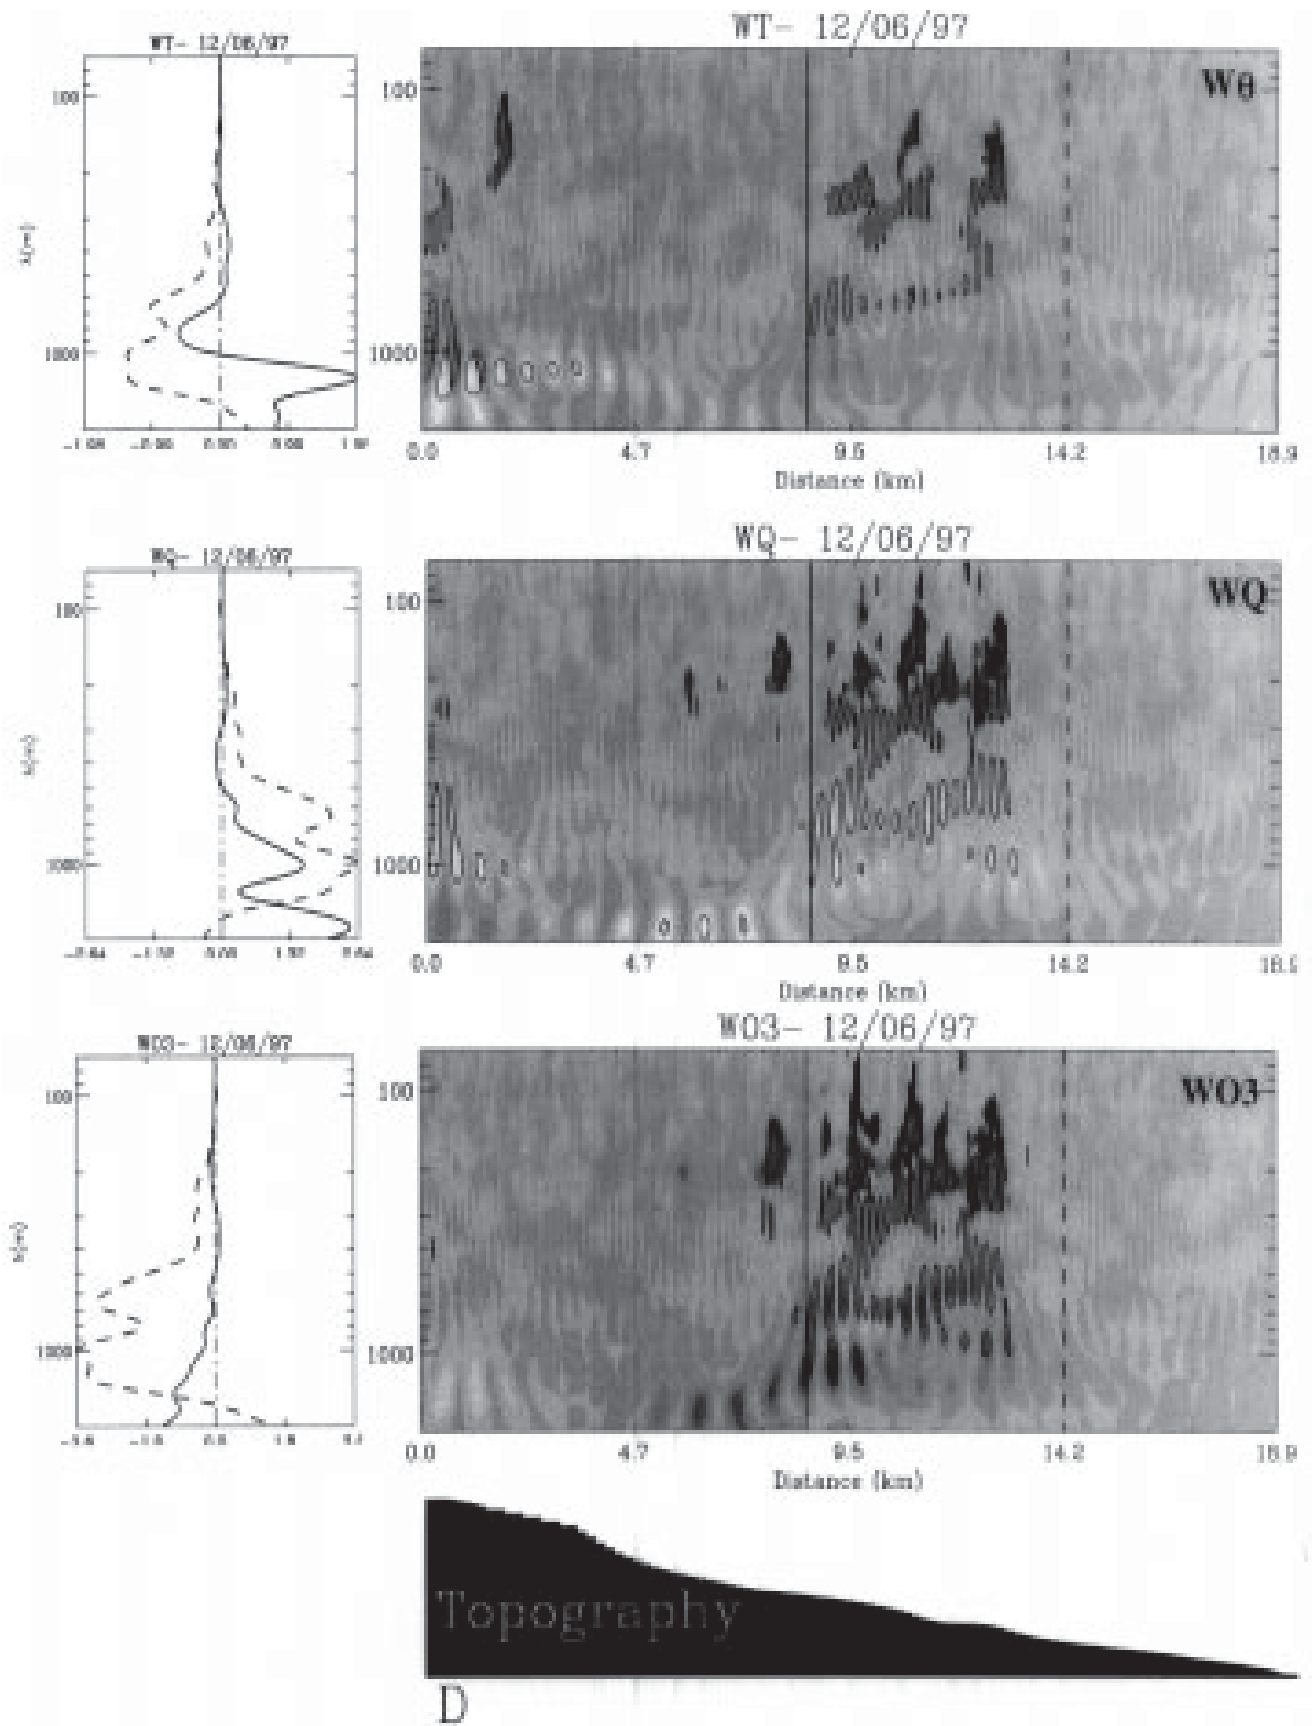 WT- 12/06/97
WT- 12/06/97
Wθ
100
100
1000
1000
0.00
0.0 4.7 9.5 14.2 18.9
Distance (km)
WQ- 12/06/97
WQ- 12/06/97
WQ
100
100
1000
1000
0.00
0.0 4.7 9.5 14.2
Distance (km)
WO3- 12/06/97
WO3- 12/06/97
WO3
100
100
1000
1000
0.0
0.0 4.7 9.5 14.2 18.9
Distance (km)
Topography
D